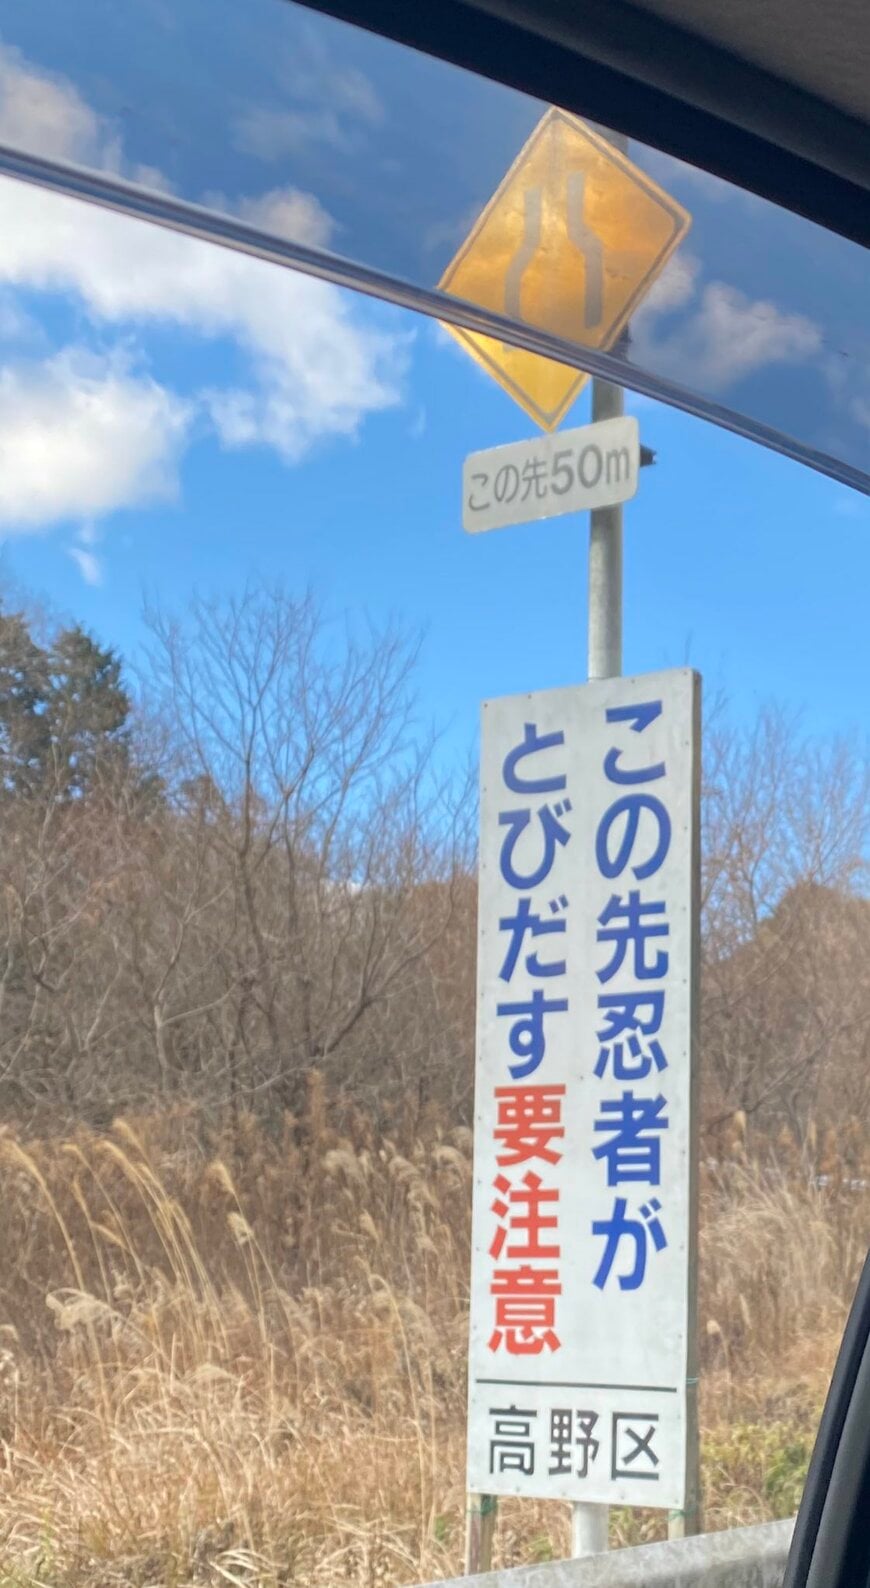 この先50m
この先忍者が
とびだす要注意
高野区